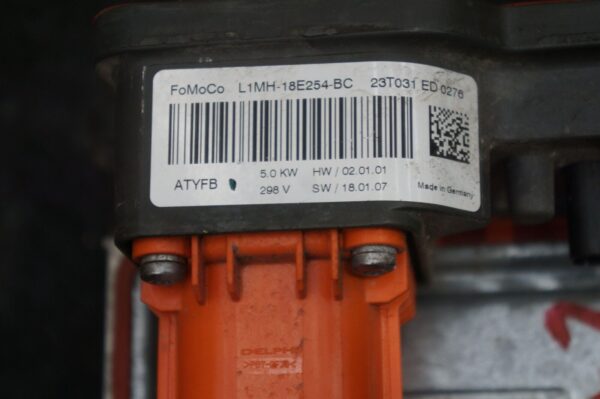 FoMoCo L1MH-18E254-BC 23T031 ED 0276
ATYFB 5.0 KW HW / 02.01.01
298 V SW / 18.01.07
Made in Germany
DELPHI